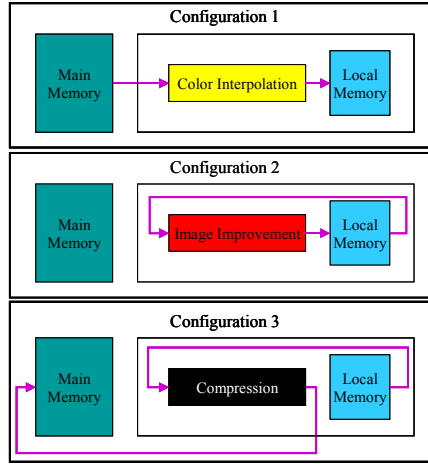 Configuration 1
Main
Memory
Color Interpolation
Local
Memory
Configuration 2
Main
Memory
Image Improvement
Local
Memory
Configuration 3
Main
Memory
Compression
Local
Memory